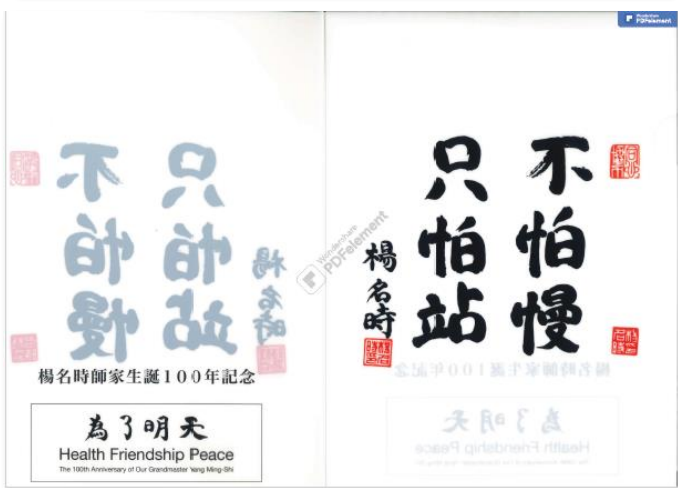 Wondershare
PDFelement
不怕慢
只怕站
楊名時
Wondershare
PDFelement
楊名時師家生誕100年記念
為了明天
Health Friendship Peace
The 100th Anniversary of Our Grandmaster Yang Ming-Shi